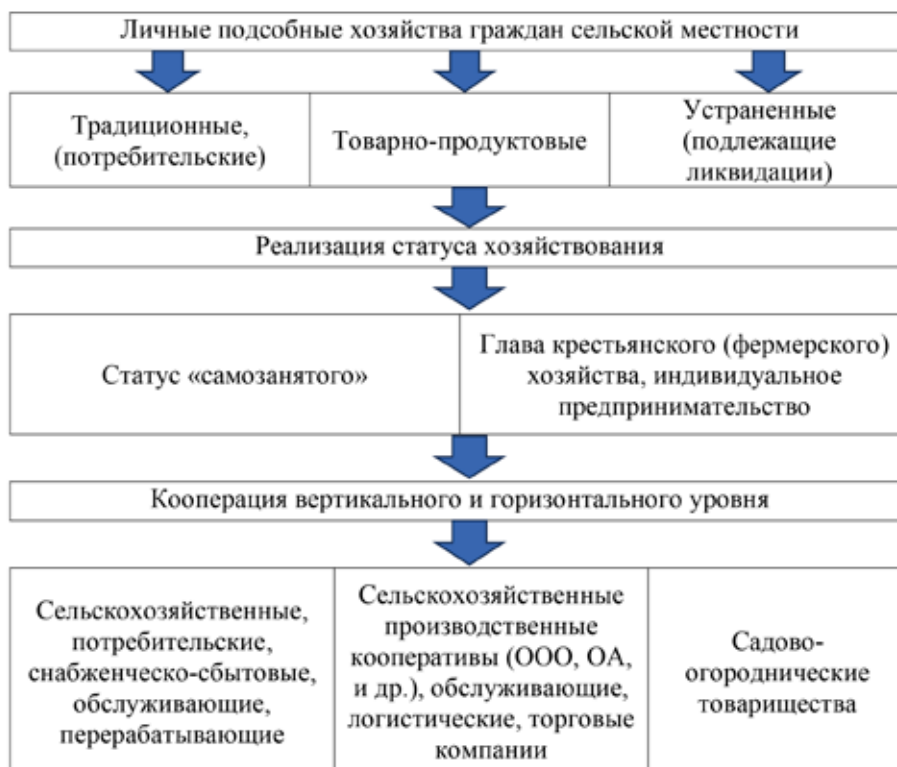 Личные подсобные хозяйства граждан сельской местности
Традиционные,
(потребительские)
Товарно-продуктовые
Устраненные
(подлежащие
ликвидации)
Реализация статуса хозяйствования
Статус «самозанятого»
Глава крестьянского (фермерского)
хозяйства, индивидуальное
предпринимательство
Кооперация вертикального и горизонтального уровня
Сельскохозяйственные,
потребительские,
снабженческо-сбытовые,
обслуживающие,
перерабатывающие
Сельскохозяйственные
производственные
кооперативы (ООО, ОА,
и др.), обслуживающие,
логистические, торговые
компании
Садово-
огороднические
товарищества